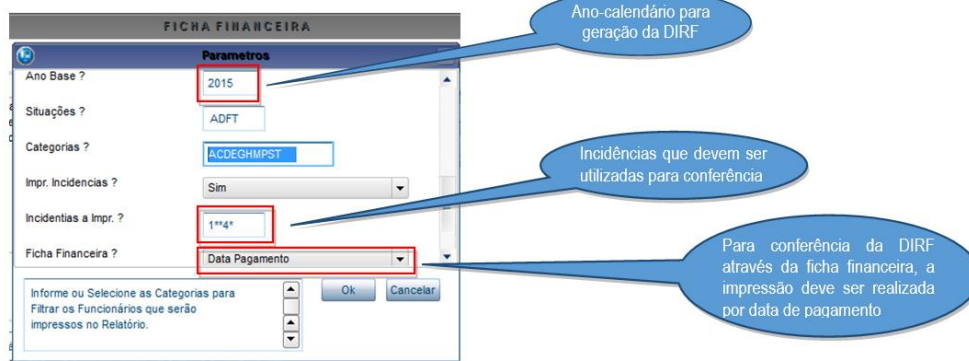 Ano-calendário para
geração da DIRF
FICHA FINANCEIRA
Parametros
Ano Base ?
2015
Situações ?
ADFT
Categorias ?
ACDEGHMPST
Incidências que devem ser
utilizadas para conferência
Impr. Incidencias ?
Sim
Incidentias a Impr. ?
1**4*
Ficha Financeira ?
Data Pagamento
Para conferência da DIRF
através da ficha financeira, a
impressão deve ser realizada
por data de pagamento
Informe ou Selecione as Categorias para
Filtrar os Funcionários que serão
impressos no Relatório.
Ok
Cancelar